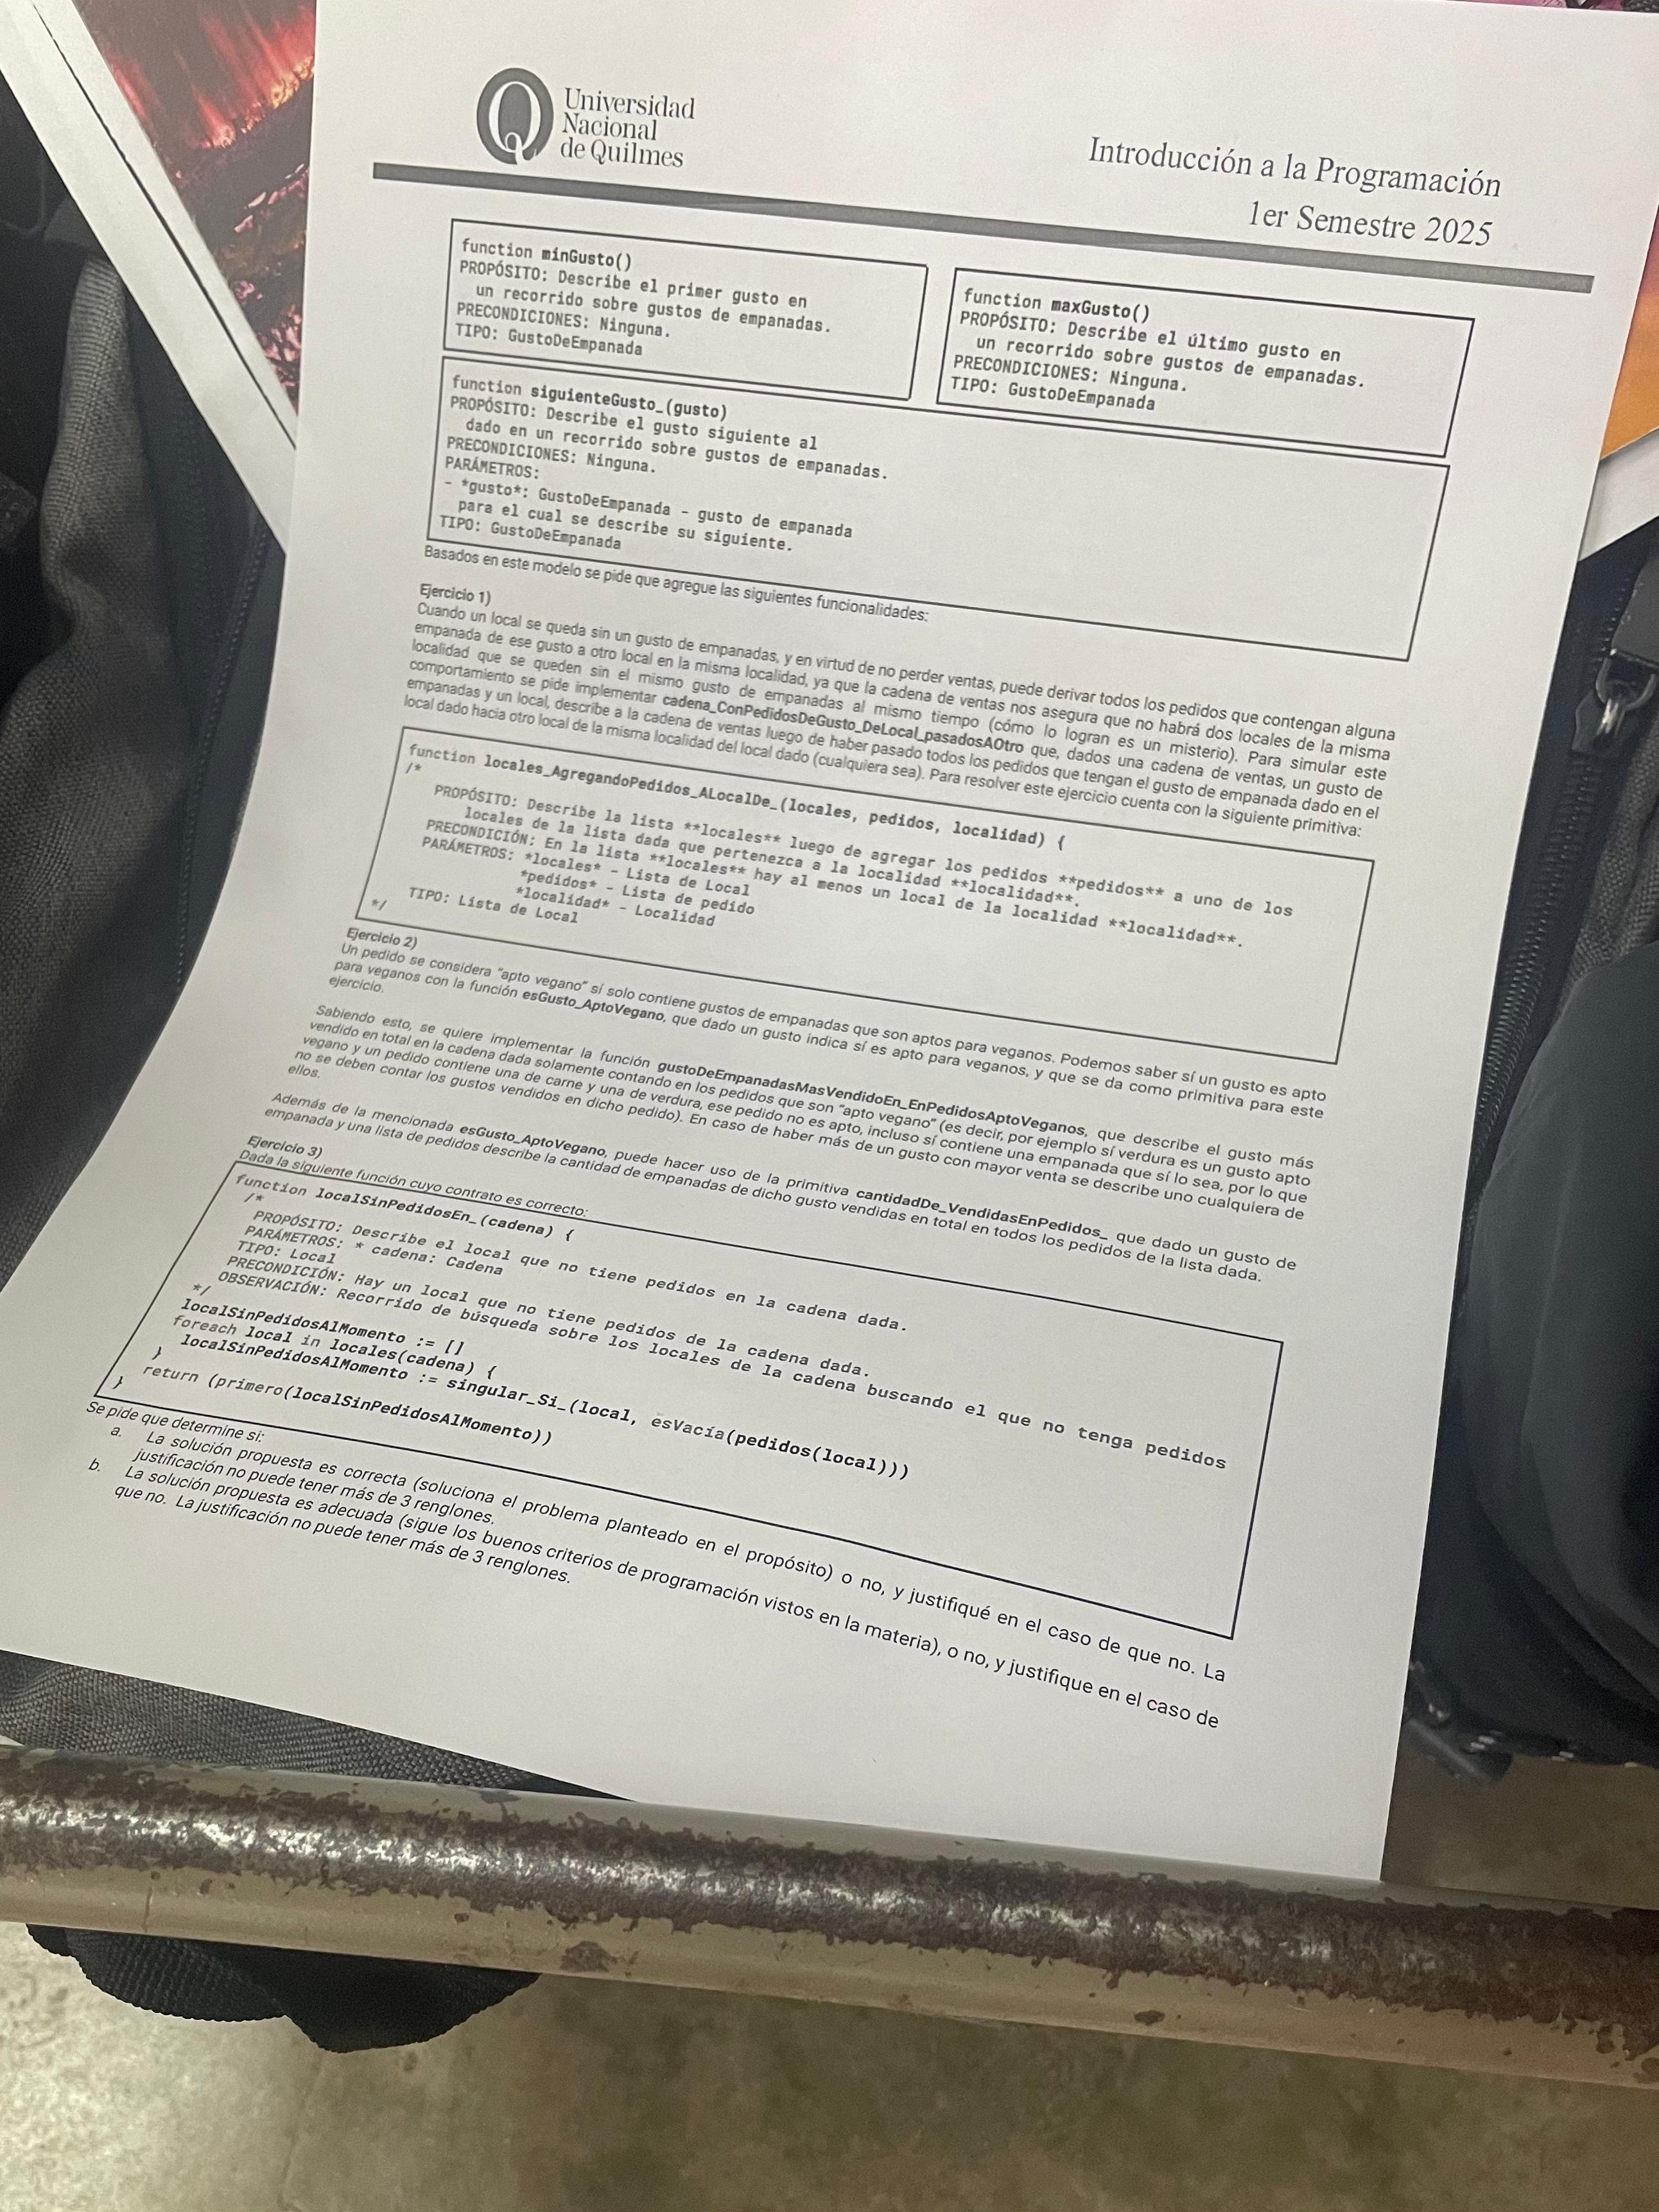 Universidad
Nacional
de Quilmes
Introducción a la Programación
1er Semestre 2025
function minGusto()
PROPÓSITO: Describe el primer gusto en
un recorrido sobre gustos de empanadas.
PRECONDICIONES: Ninguna.
TIPO: GustoDeEmpanada
function maxGusto()
PROPÓSITO: Describe el último gusto en
un recorrido sobre gustos de empanadas.
PRECONDICIONES: Ninguna.
TIPO: GustoDeEmpanada
function siguienteGusto_(gusto)
PROPÓSITO: Describe el gusto siguiente al
dado en un recorrido sobre gustos de empanadas.
PRECONDICIONES: Ninguna.
PARÁMETROS:
- *gusto*: GustoDeEmpanada - gusto de empanada
para el cual se describe su siguiente.
TIPO: GustoDeEmpanada
Basados en este modelo se pide que agregue las siguientes funcionalidades:
Ejercicio 1)
Cuando un local se queda sin un gusto de empanadas, y en virtud de no perder ventas, puede derivar todos los pedidos que contengan alguna
empanada de ese gusto a otro local en la misma localidad, ya que la cadena de ventas nos asegura que no habrá dos locales de la misma
localidad que se queden sin el mismo gusto de empanadas al mismo tiempo (cómo lo logran es un misterio). Para simular este
comportamiento se pide implementar cadena_ConPedidosDeGusto_DeLocal_pasadosAOtro que, dados una cadena de ventas, un gusto de
empanadas y un local, describe a la cadena de ventas luego de haber pasado todos los pedidos que tengan el gusto de empanada dado en el
local dado hacia otro local de la misma localidad del local dado (cualquiera sea). Para resolver este ejercicio cuenta con la siguiente primitiva:
function locales_AgregandoPedidos_ALocalDe_(locales, pedidos, localidad) {
/*
PROPÓSITO: Describe la lista **locales** luego de agregar los pedidos **pedidos** a uno de los
locales de la lista dada que pertenezca a la localidad **localidad**.
PRECONDICIÓN: En la lista **locales** hay al menos un local de la localidad **localidad**.
PARÁMETROS: *locales* - Lista de Local
*pedidos* - Lista de pedido
*localidad* - Localidad
TIPO: Lista de Local
*/
Ejercicio 2)
Un pedido se considera "apto vegano" sí solo contiene gustos de empanadas que son aptos para veganos. Podemos saber sí un gusto es apto
para veganos con la función esGusto_AptoVegano, que dado un gusto indica sí es apto para veganos, y que se da como primitiva para este
ejercicio.
Sabiendo esto, se quiere implementar la función gustoDeEmpanadasMasVendidoEn_EnPedidosAptoVeganos, que describe el gusto más
vendido en total en la cadena dada solamente contando en los pedidos que son "apto vegano" (es decir, por ejemplo sí verdura es un gusto apto
vegano y un pedido contiene una de carne y una de verdura, ese pedido no es apto, incluso sí contiene una empanada que sí lo sea, por lo que
no se deben contar los gustos vendidos en dicho pedido). En caso de haber más de un gusto con mayor venta se describe uno cualquiera de
ellos.
Además de la mencionada esGusto_AptoVegano, puede hacer uso de la primitiva cantidadDe_VendidasEnPedidos_ que dado un gusto de
empanada y una lista de pedidos describe la cantidad de empanadas de dicho gusto vendidas en total en todos los pedidos de la lista dada.
Ejercicio 3)
Dada la siguiente función cuyo contrato es correcto:
function localSinPedidosEn_(cadena) {
/*
PROPÓSITO: Describe el local que no tiene pedidos en la cadena dada.
PARÁMETROS: * cadena: Cadena
TIPO: Local
PRECONDICIÓN: Hay un local que no tiene pedidos de la cadena dada.
OBSERVACIÓN: Recorrido de búsqueda sobre los locales de la cadena buscando el que no tenga pedidos
*/
localSinPedidosAlMomento := []
foreach local in locales(cadena) {
localSinPedidosAlMomento := singular_Si_(local, esVacía(pedidos(local)))
}
return (primero(localSinPedidosAlMomento))
}
Se pide que determine si:
a. La solución propuesta es correcta (soluciona el problema planteado en el propósito) o no, y justifiqué en el caso de que no. La
justificación no puede tener más de 3 renglones.
b. La solución propuesta es adecuada (sigue los buenos criterios de programación vistos en la materia), o no, y justifique en el caso de
que no. La justificación no puede tener más de 3 renglones.